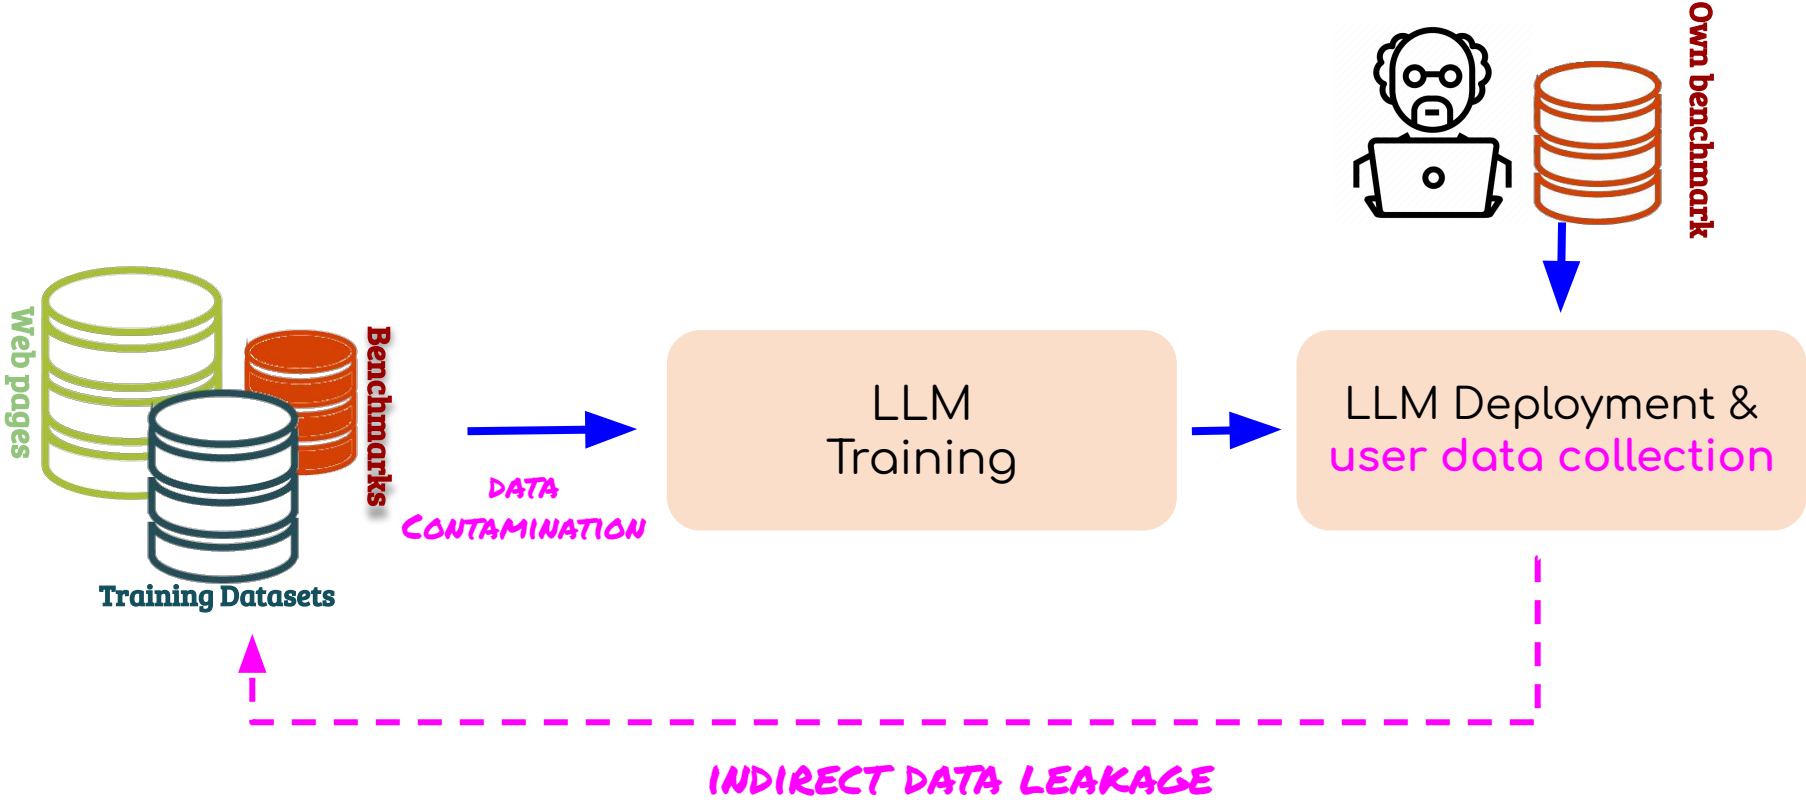 Own benchmark
Web pages
Benchmarks
Training Datasets
DATA
CONTAMINATION
LLM
Training
LLM Deployment &
user data collection
INDIRECT DATA LEAKAGE